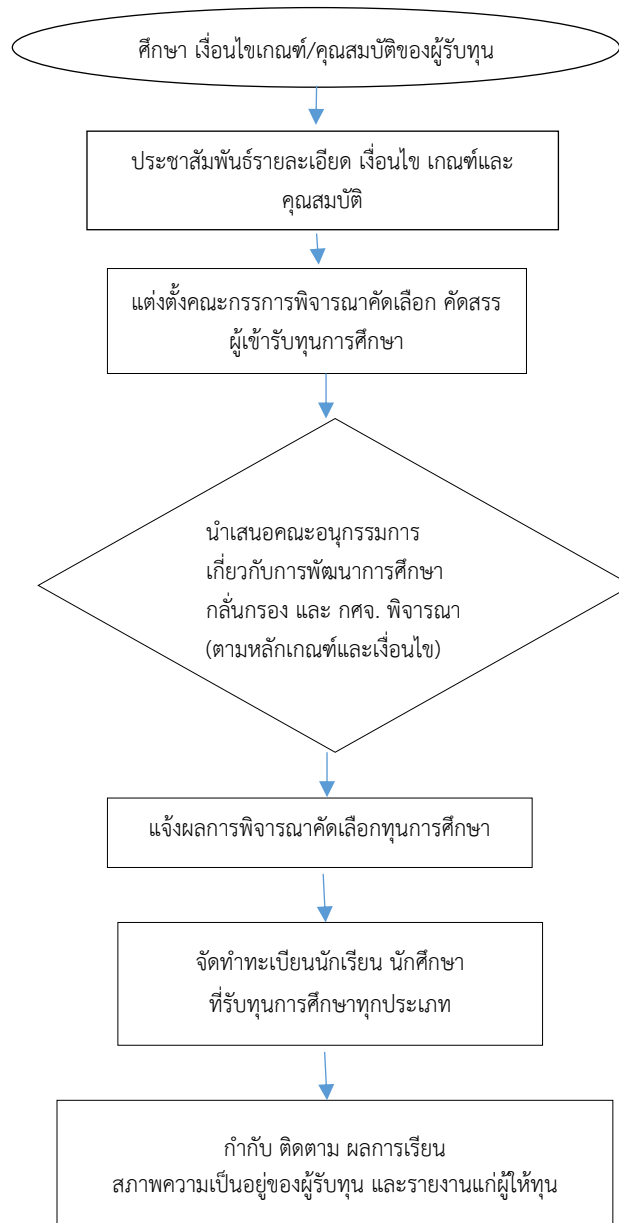 ศึกษา เงื่อนไขเกณฑ์/คุณสมบัติของผู้รับทุน
ประชาสัมพันธ์รายละเอียด เงื่อนไข เกณฑ์และ
คุณสมบัติ
แต่งตั้งคณะกรรการพิจารณาคัดเลือก คัดสรร
ผู้เข้ารับทุนการศึกษา
นำเสนอคณะอนุกรรมการ
เกี่ยวกับการพัฒนาการศึกษา
กลั่นกรอง และ กศจ. พิจารณา
(ตามหลักเกณฑ์และเงื่อนไข)
แจ้งผลการพิจารณาคัดเลือกทุนการศึกษา
จัดทำทะเบียนนักเรียน นักศึกษา
ที่รับทุนการศึกษาทุกประเภท
กำกับ ติดตาม ผลการเรียน
สภาพความเป็นอยู่ของผู้รับทุน และรายงานแก่ผู้ให้ทุน